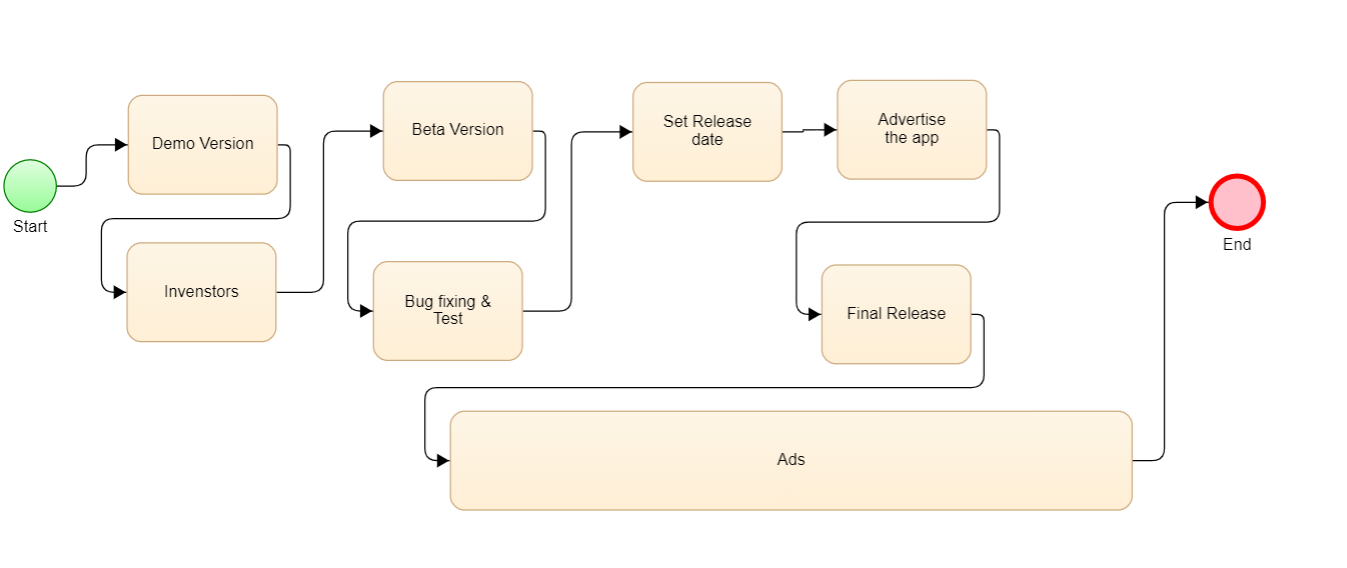 Start
Demo Version
Invenstors
Beta Version
Bug fixing &
Test
Set Release
date
Advertise
the app
Final Release
Ads
End